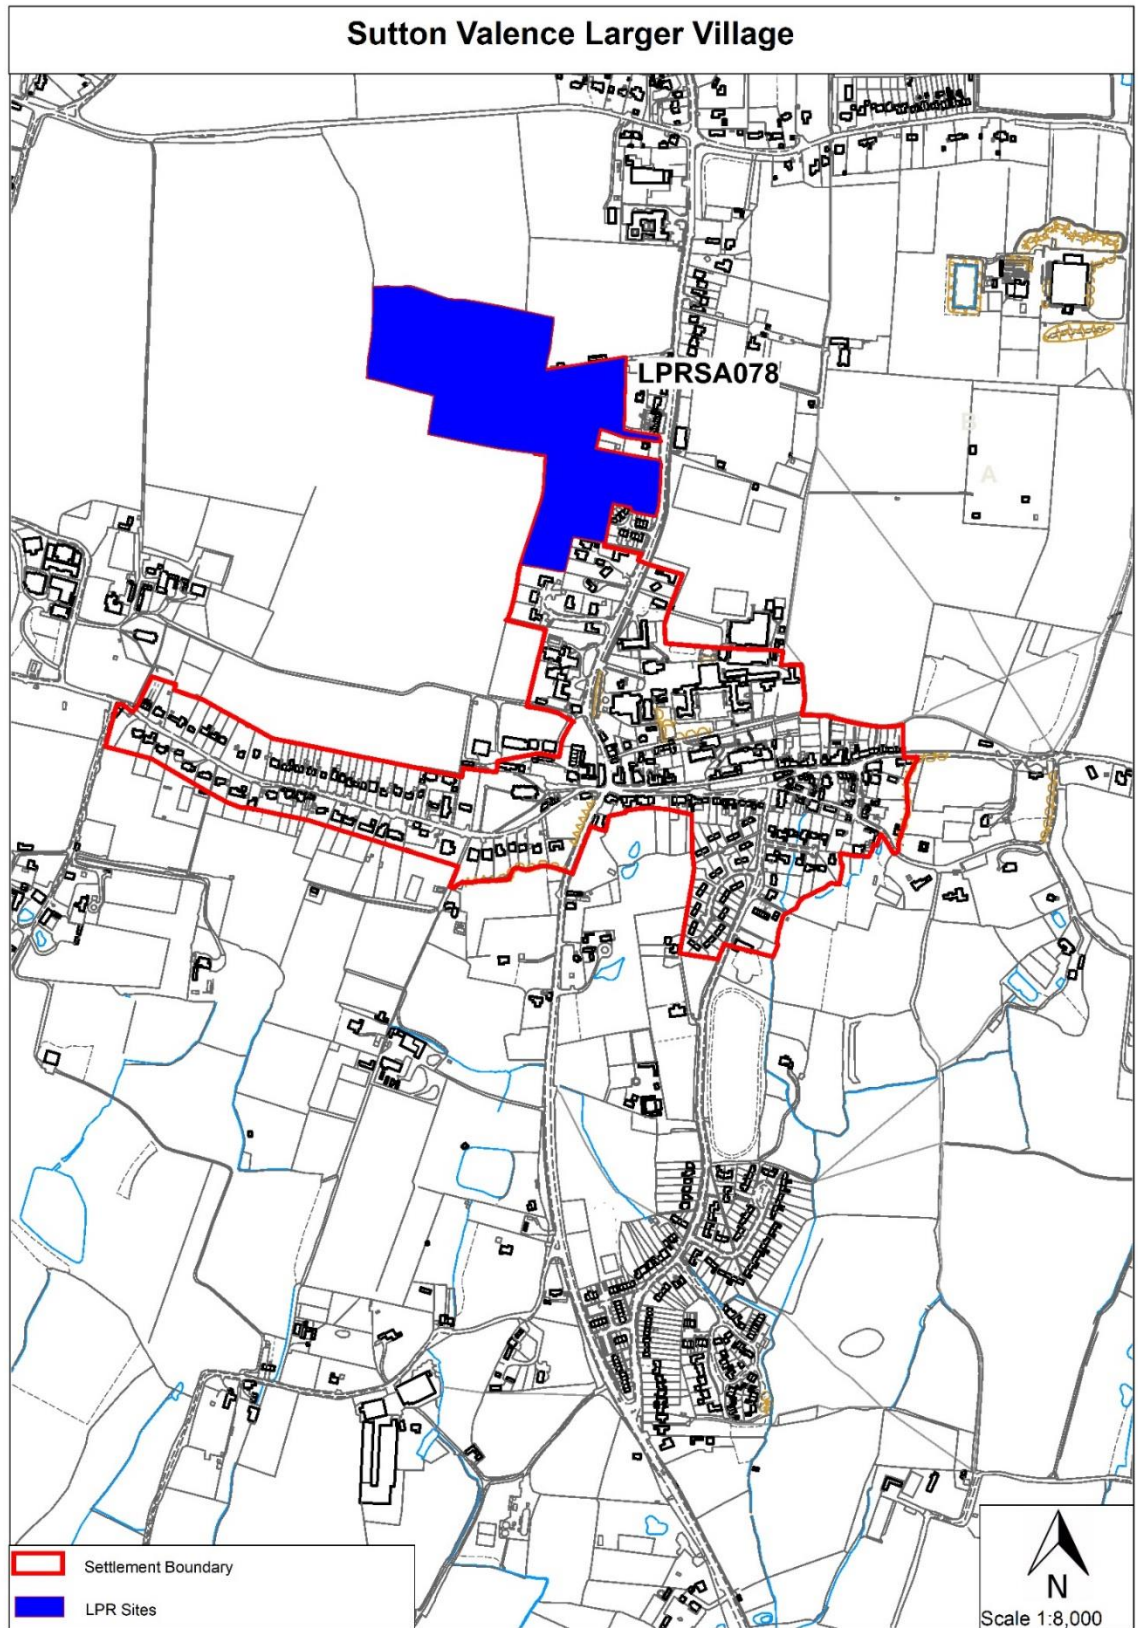 Sutton Valence Larger Village
LPRSA078
B
A
Settlement Boundary
LPR Sites
N
Scale 1:8,000